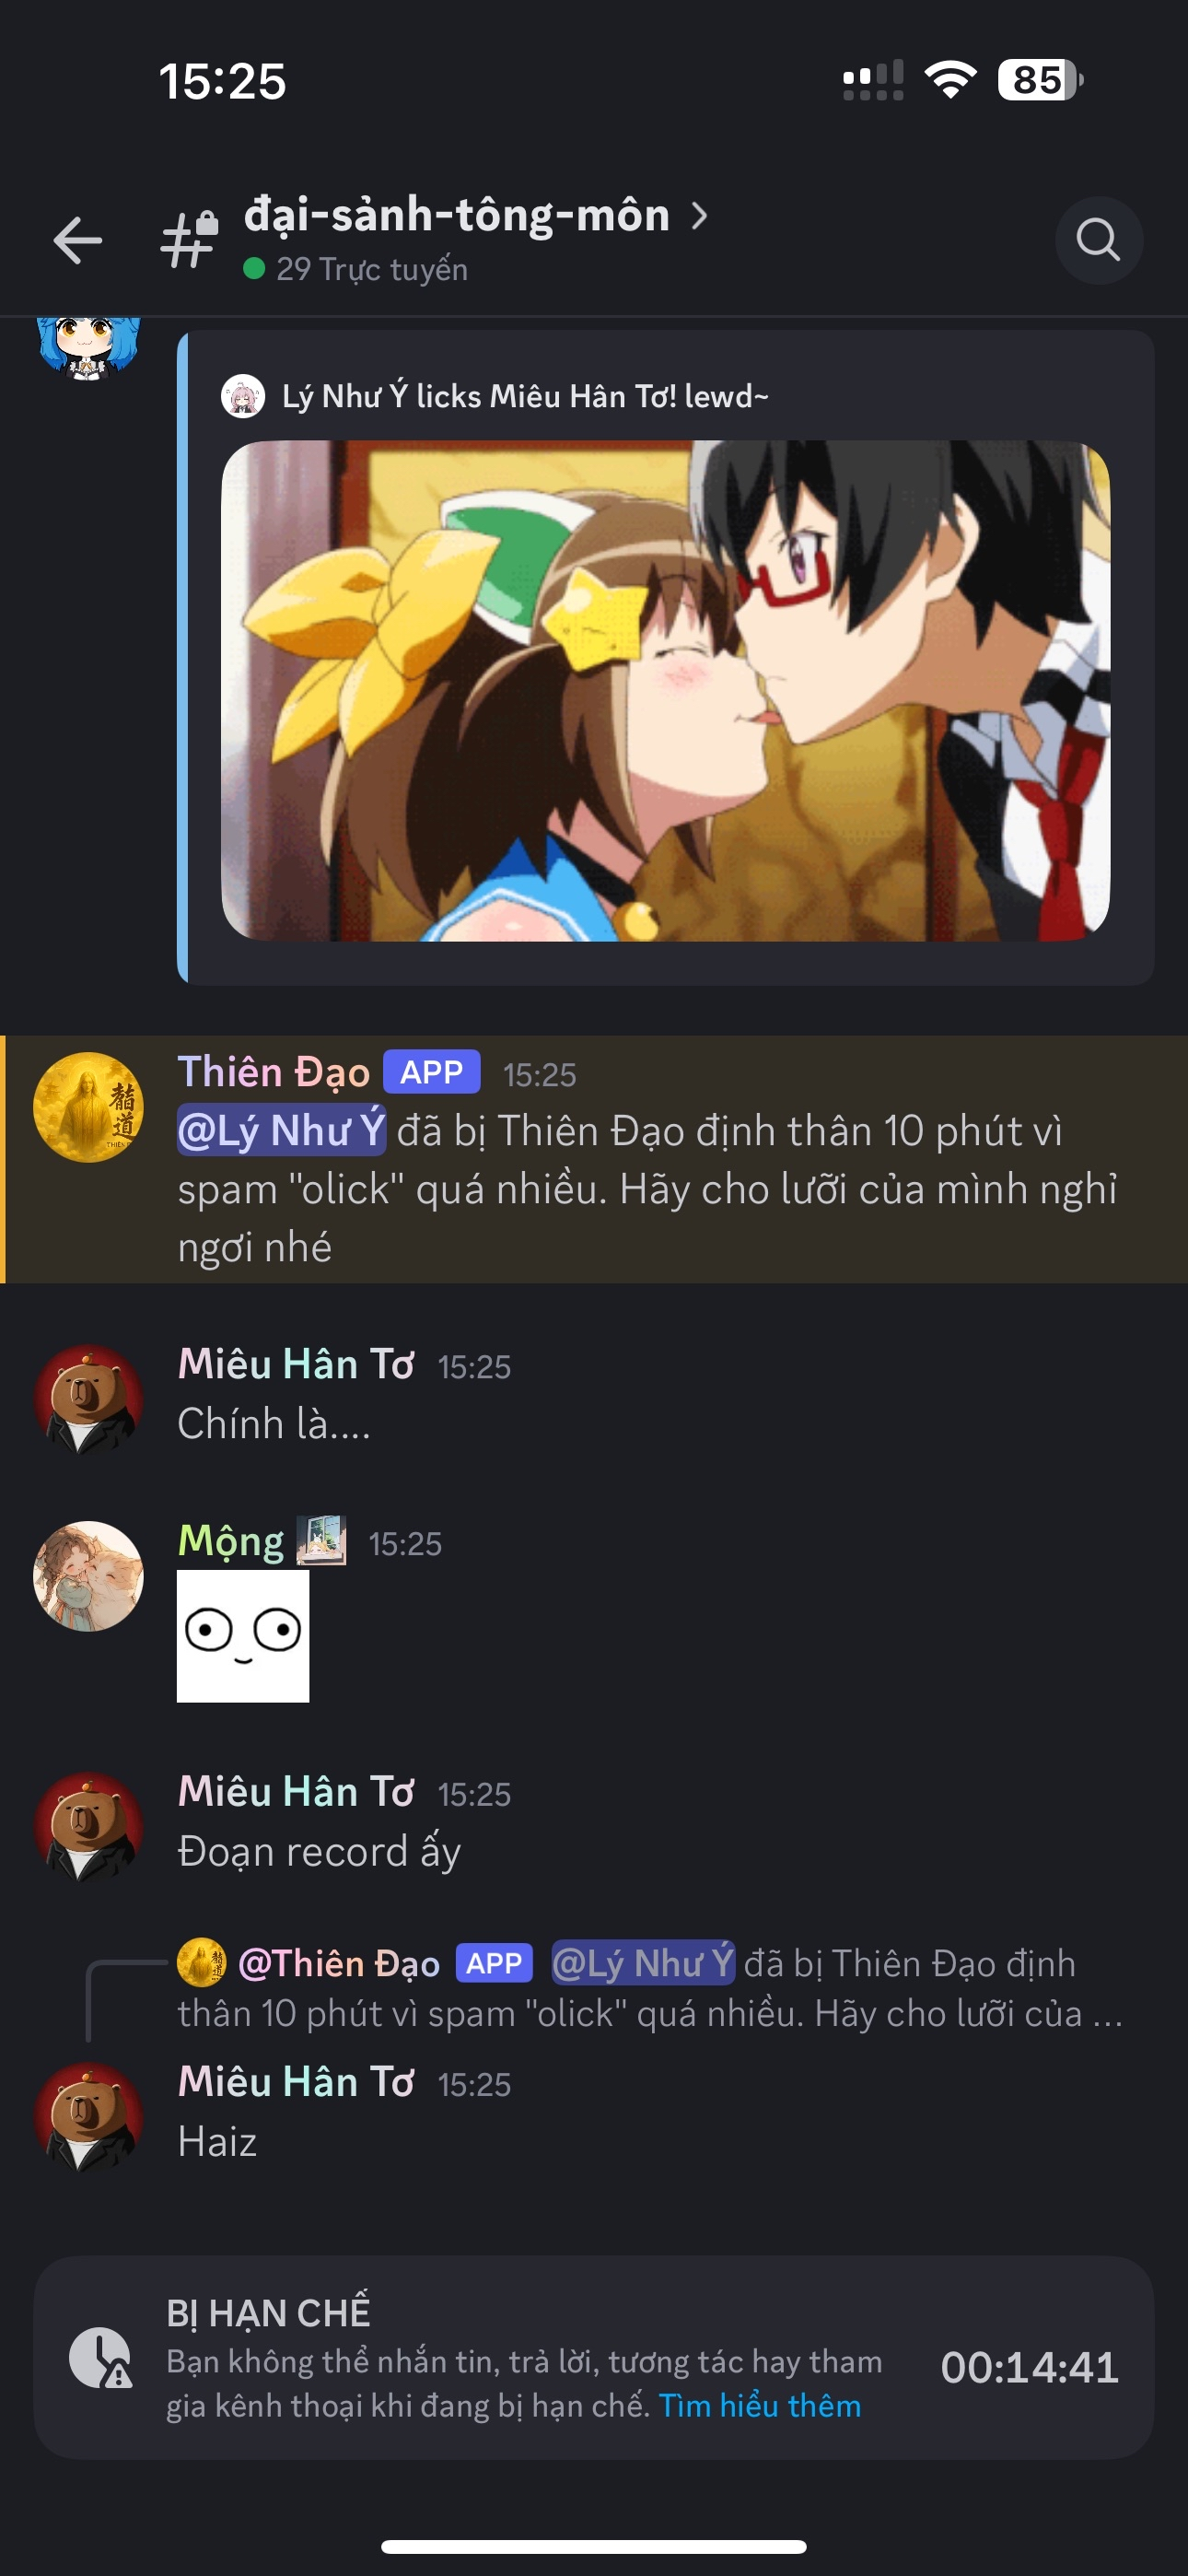 15:25
85
đại-sảnh-tông-môn
29 Trực tuyến
Lý Như Ý licks Miêu Hân Tơ! lewd~
Thiên Đạo APP 15:25
@Lý Như Ý đã bị Thiên Đạo định thân 10 phút vì
spam "olick" quá nhiều. Hãy cho lưỡi của mình nghỉ
ngơi nhé
Miêu Hân Tơ 15:25
Chính là....
Mộng 15:25
Miêu Hân Tơ 15:25
Đoạn record ấy
@Thiên Đạo APP @Lý Như Ý đã bị Thiên Đạo định
thân 10 phút vì spam "olick" quá nhiều. Hãy cho lưỡi của ...
Miêu Hân Tơ 15:25
Haiz
BỊ HẠN CHẾ
Bạn không thể nhắn tin, trả lời, tương tác hay tham
gia kênh thoại khi đang bị hạn chế. Tìm hiểu thêm
00:14:41